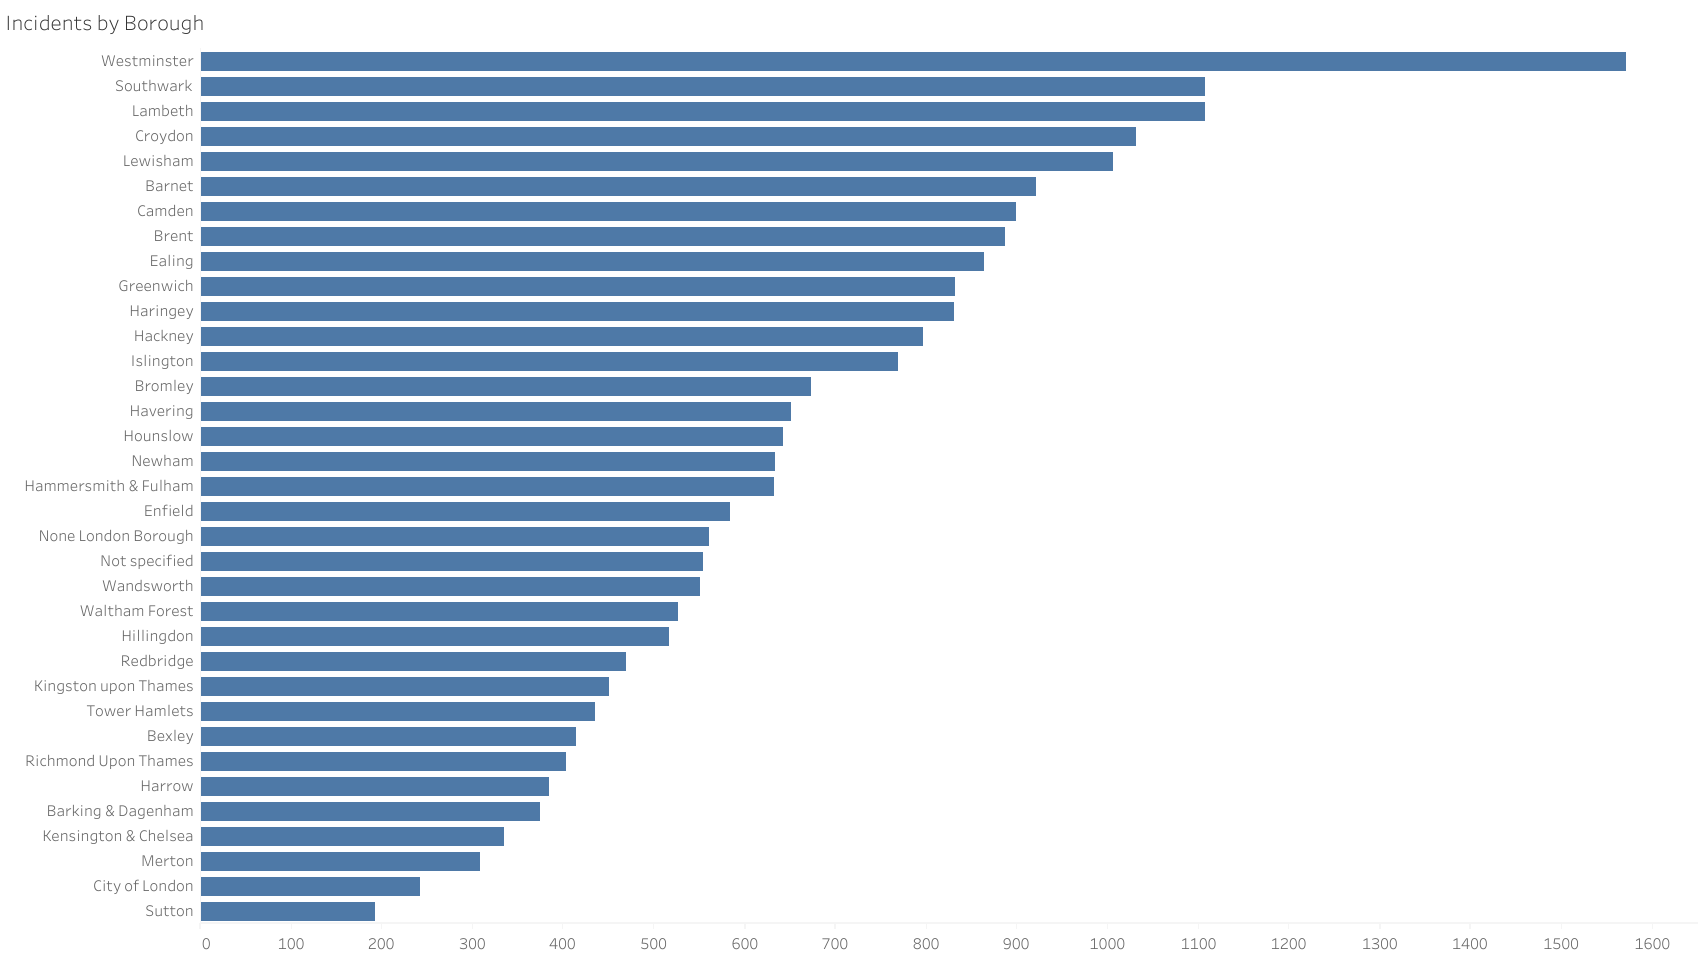 Incidents by Borough
Westminster
Southwark
Lambeth
Croydon
Lewisham
Barnet
Camden
Brent
Ealing
Greenwich
Haringey
Hackney
Islington
Bromley
Havering
Hounslow
Newham
Hammersmith & Fulham
Enfield
None London Borough
Not specified
Wandsworth
Waltham Forest
Hillingdon
Redbridge
Kingston upon Thames
Tower Hamlets
Bexley
Richmond Upon Thames
Harrow
Barking & Dagenham
Kensington & Chelsea
Merton
City of London
Sutton
0 100 200 300 400 500 600 700 800 900 1000 1100 1200 1300 1400 1500 1600